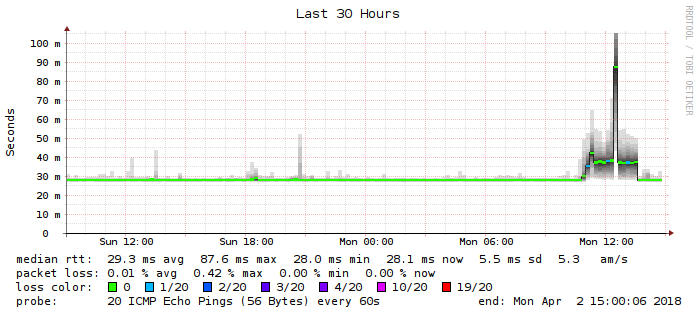 Last 30 Hours
RRDTOOL / TOBI OETIKER
Seconds
100 m
90 m
80 m
70 m
60 m
50 m
40 m
30 m
20 m
10 m
0
Sun 12:00 Sun 18:00 Mon 00:00 Mon 06:00 Mon 12:00
median rtt: 29.3 ms avg 87.6 ms max 28.0 ms min 28.1 ms now 5.5 ms sd 5.3 am/s
packet loss: 0.01 % avg 0.42 % max 0.00 % min 0.00 % now
loss color: 0 1/20 2/20 3/20 4/20 10/20 19/20
probe: 20 ICMP Echo Pings (56 Bytes) every 60s end: Mon Apr 2 15:00:06 2018